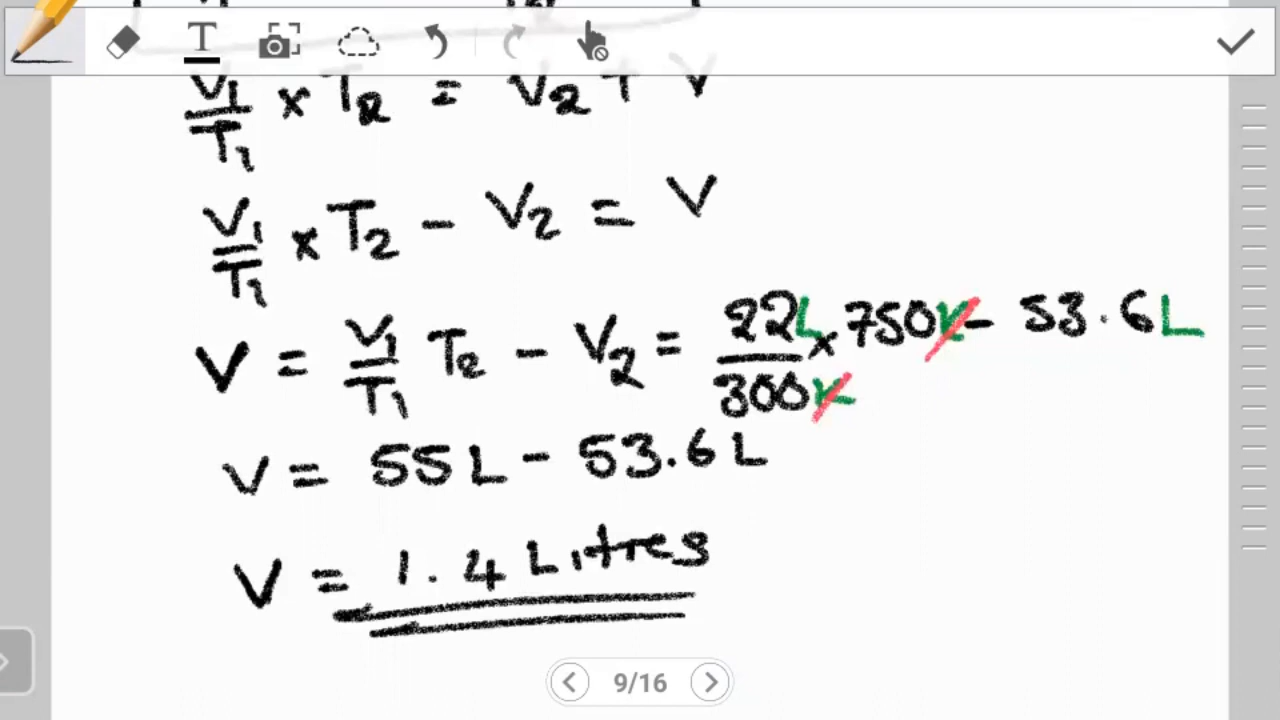 T
V₁/T₁ × T₂ = V₂ + V
V₁/T₁ × T₂ - V₂ = V
V = V₁/T₁ T₂ - V₂ = 22L/300K × 750K - 53.6L
V = 55L - 53.6L
V = 1.4 Litres
9/16